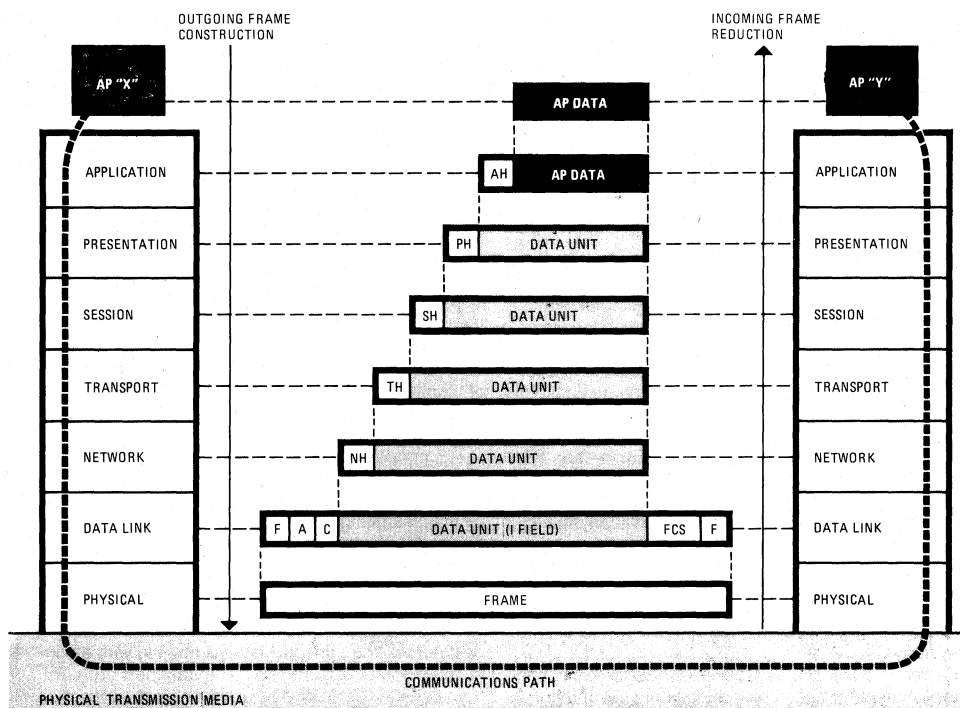 OUTGOING FRAME
CONSTRUCTION
INCOMING FRAME
REDUCTION
AP "X"
AP DATA
AP "Y"
APPLICATION
AH
AP DATA
APPLICATION
PRESENTATION
PH
DATA UNIT
PRESENTATION
SESSION
SH
DATA UNIT
SESSION
TRANSPORT
TH
DATA UNIT
TRANSPORT
NETWORK
NH
DATA UNIT
NETWORK
DATA LINK
F
A
C
DATA UNIT (I FIELD)
FCS
F
DATA LINK
PHYSICAL
FRAME
PHYSICAL
COMMUNICATIONS PATH
PHYSICAL TRANSMISSION MEDIA